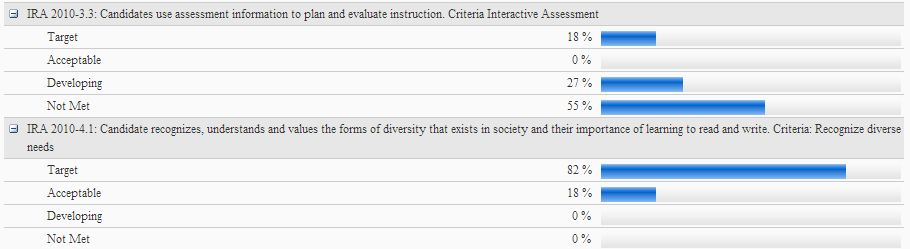 IRA 2010-3.3: Candidates use assessment information to plan and evaluate instruction. Criteria Interactive Assessment
Target 18 %
Acceptable 0 %
Developing 27 %
Not Met 55 %
IRA 2010-4.1: Candidate recognizes, understands and values the forms of diversity that exists in society and their importance of learning to read and write. Criteria: Recognize diverse
needs
Target 82 %
Acceptable 18 %
Developing 0 %
Not Met 0 %